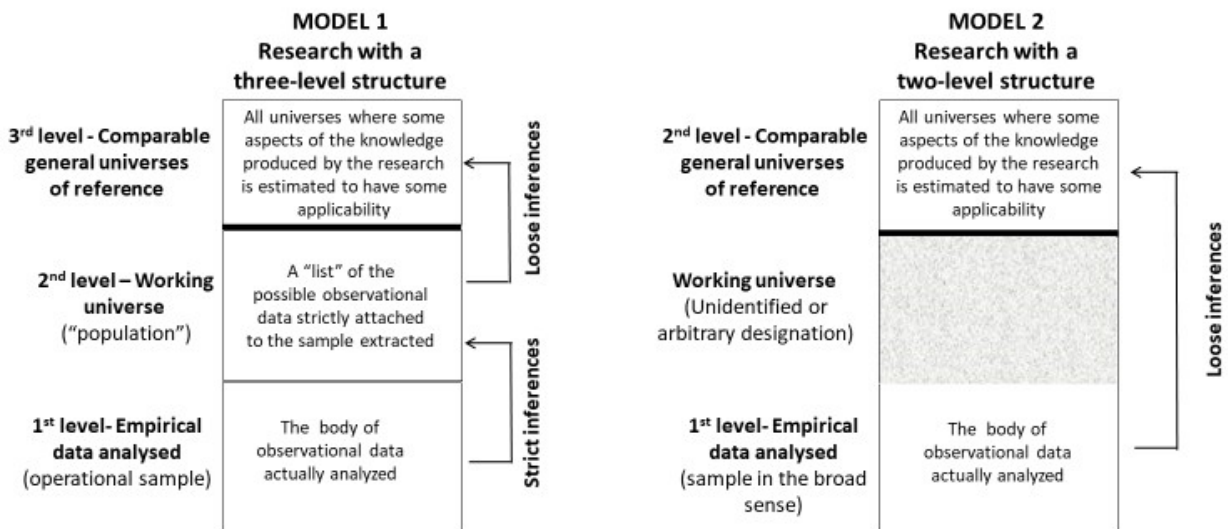 MODEL 1
Research with a
three-level structure
3rd level - Comparable
general universes
of reference
All universes where some
aspects of the knowledge
produced by the research
is estimated to have some
applicability
Loose inferences
2nd level – Working
universe
(“population”)
A “list” of the
possible observational
data strictly attached
to the sample extracted
Strict inferences
1st level- Empirical
data analysed
(operational sample)
The body of
observational data
actually analyzed
MODEL 2
Research with a
two-level structure
2nd level - Comparable
general universes
of reference
All universes where some
aspects of the knowledge
produced by the research
is estimated to have some
applicability
Working universe
(Unidentified or
arbitrary designation)
Loose inferences
1st level- Empirical
data analysed
(sample in the broad
sense)
The body of
observational data
actually analyzed